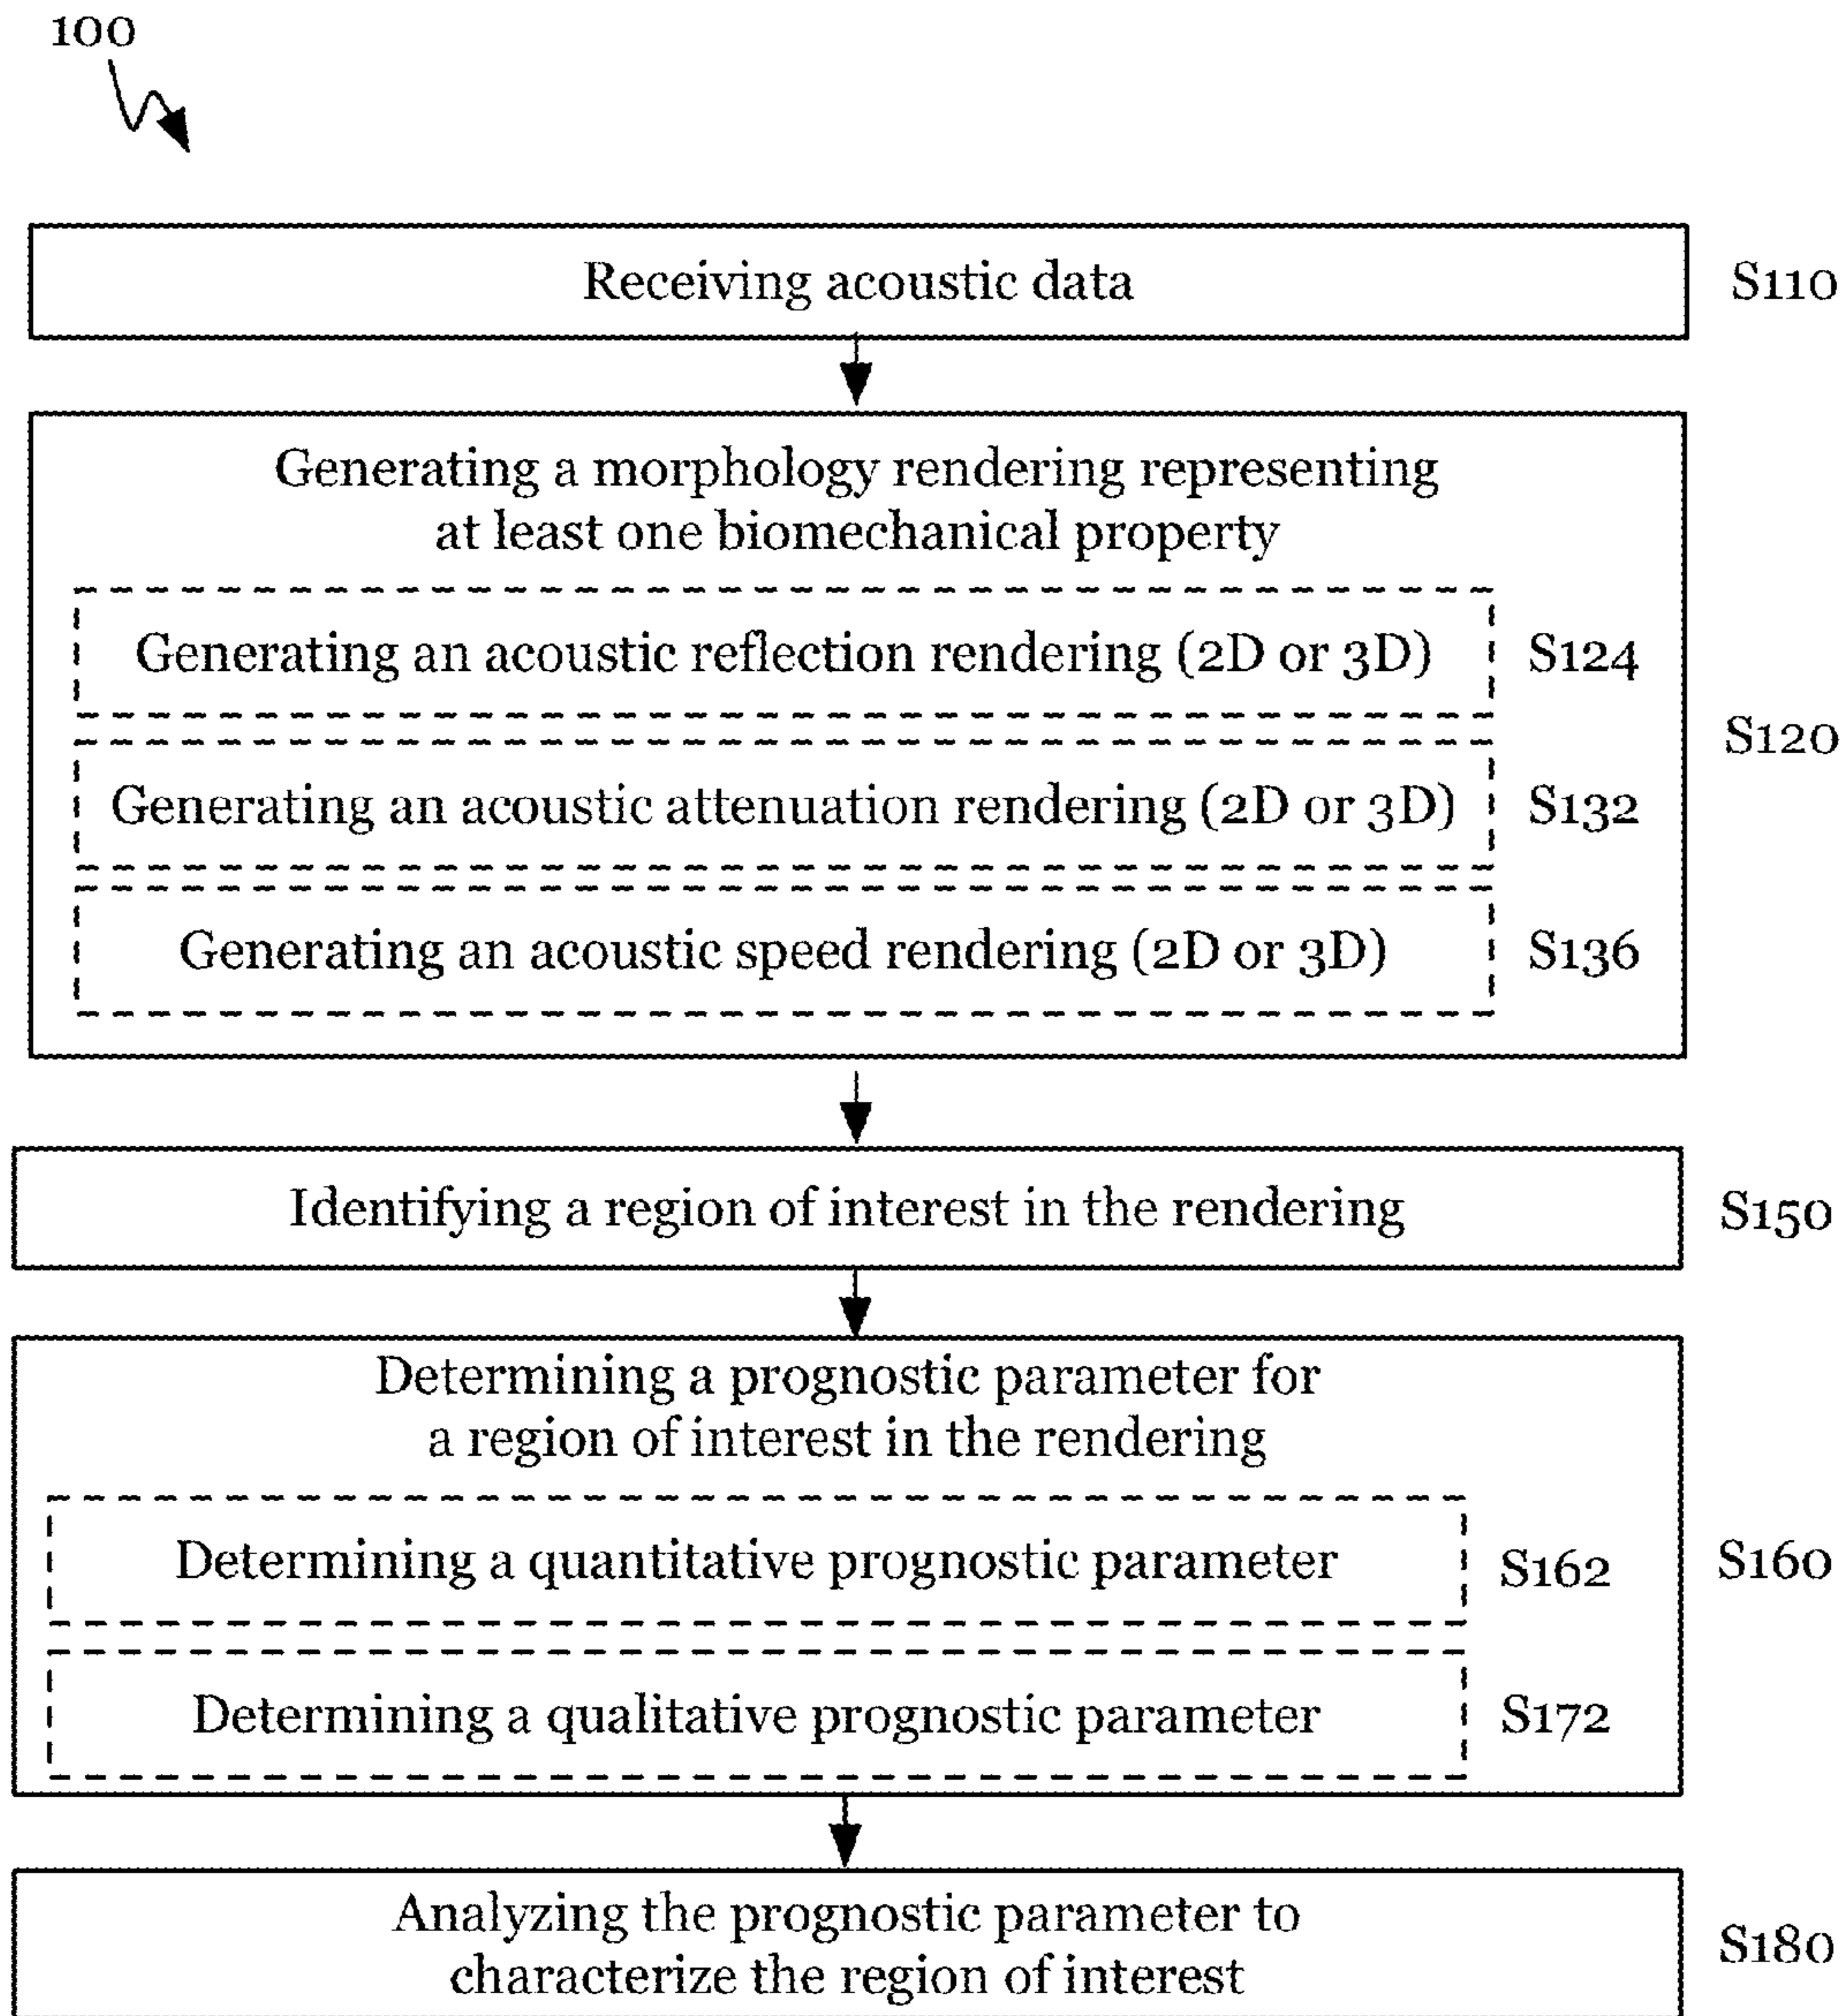 100
Receiving acoustic data
S110
Generating a morphology rendering representing
at least one biomechanical property
Generating an acoustic reflection rendering (2D or 3D)
S124
S120
Generating an acoustic attenuation rendering (2D or 3D)
S132
Generating an acoustic speed rendering (2D or 3D)
S136
Identifying a region of interest in the rendering
S150
Determining a prognostic parameter for
a region of interest in the rendering
Determining a quantitative prognostic parameter
S162
S160
Determining a qualitative prognostic parameter
S172
Analyzing the prognostic parameter to
characterize the region of interest
S180